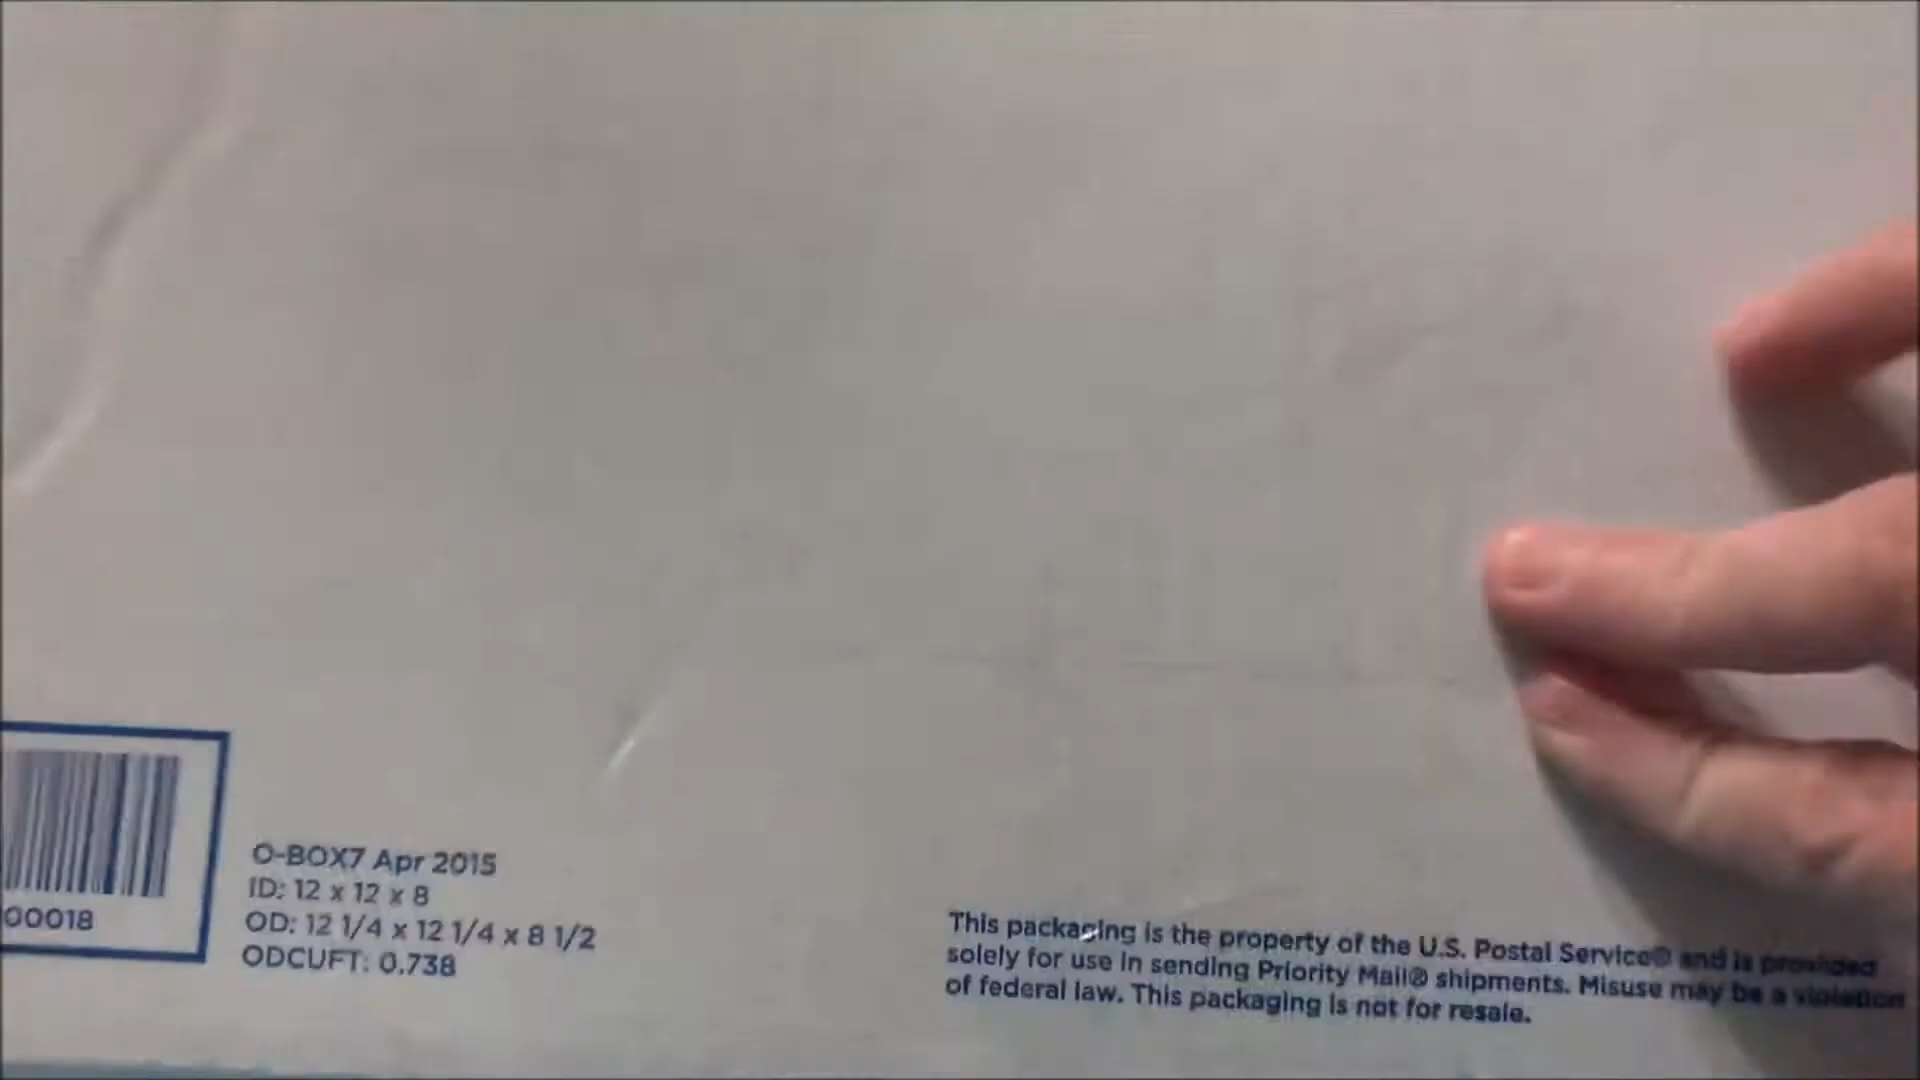 00018
O-BOX7 Apr 2015
ID: 12 x 12 x 8
OD: 12 1/4 x 12 1/4 x 8 1/2
ODCUFT: 0.738
This packaging is the property of the U.S. Postal Service® and is provided
solely for use in sending Priority Mail® shipments. Misuse may be a violation
of federal law. This packaging is not for resale.